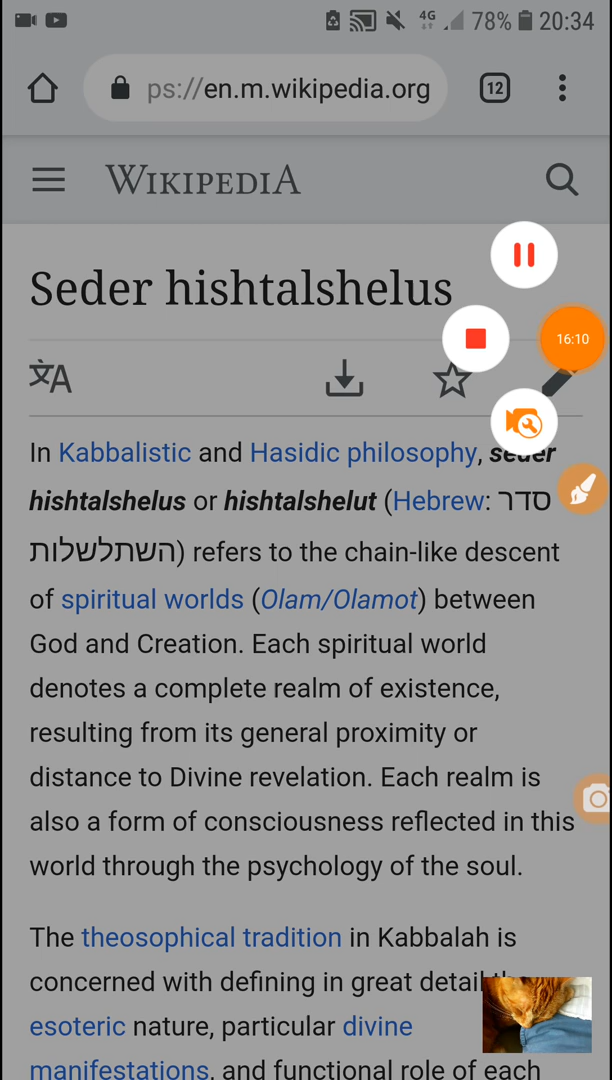 4G 78% 20:34
ps://en.m.wikipedia.org 12
WIKIPEDIA
Seder hishtalshelus
16:10
文A
In Kabbalistic and Hasidic philosophy, seder
hishtalshelus or hishtalshelut (Hebrew: סדר
השתלשלות) refers to the chain-like descent
of spiritual worlds (Olam/Olamot) between
God and Creation. Each spiritual world
denotes a complete realm of existence,
resulting from its general proximity or
distance to Divine revelation. Each realm is
also a form of consciousness reflected in this
world through the psychology of the soul.
The theosophical tradition in Kabbalah is
concerned with defining in great detail
esoteric nature, particular divine
manifestations, and functional role of each